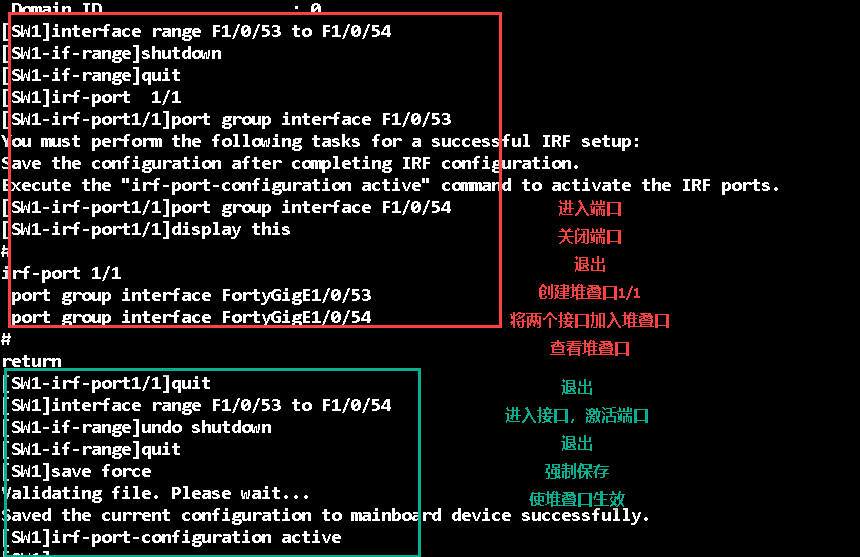 Domain ID : 0
[SW1]interface range F1/0/53 to F1/0/54
[SW1-if-range]shutdown
[SW1-if-range]quit
[SW1]irf-port  1/1
[SW1-irf-port1/1]port group interface F1/0/53
You must perform the following tasks for a successful IRF setup:
Save the configuration after completing IRF configuration.
Execute the "irf-port-configuration active" command to activate the IRF ports.
[SW1-irf-port1/1]port group interface F1/0/54
进入端口
[SW1-irf-port1/1]display this
关闭端口
#
退出
irf-port 1/1
port group interface FortyGigE1/0/53
创建堆叠口1/1
port group interface FortyGigE1/0/54
将两个接口加入堆叠口
#
查看堆叠口
return
[SW1-irf-port1/1]quit
退出
[SW1]interface range F1/0/53 to F1/0/54
进入接口，激活端口
[SW1-if-range]undo shutdown
[SW1-if-range]quit
退出
[SW1]save force
强制保存
Validating file. Please wait...
使堆叠口生效
Saved the current configuration to mainboard device successfully.
[SW1]irf-port-configuration active